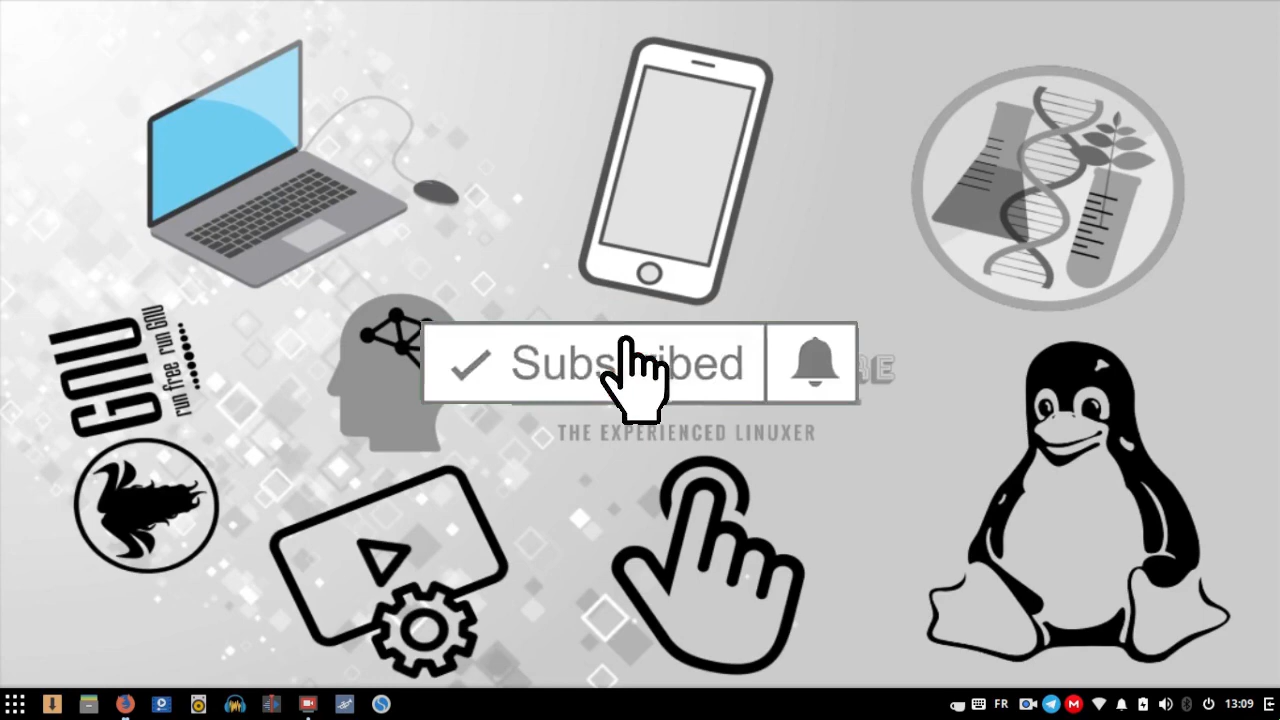 GNU
run free run GNU
Subscribed
THE EXPERIENCED LINUXER
FR
13:09